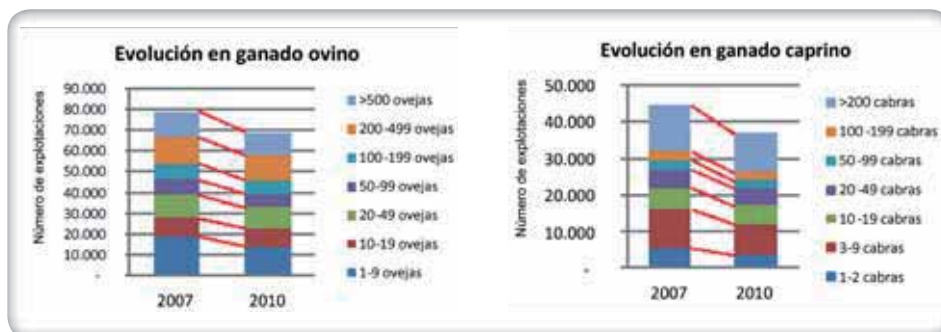 Evolución en ganado ovino
Número de explotaciones
90.000
80.000
70.000
60.000
50.000
40.000
30.000
20.000
10.000
-
2007
2010
>500 ovejas
200 -499 ovejas
100 -199 ovejas
50-99 ovejas
20-49 ovejas
10-19 ovejas
1-9 ovejas
Evolución en ganado caprino
Número de explotaciones
50.000
40.000
30.000
20.000
10.000
-
2007
2010
>200 cabras
100 -199 cabras
50 -99 cabras
20 -49 cabras
10 -19 cabras
3-9 cabras
1-2 cabras